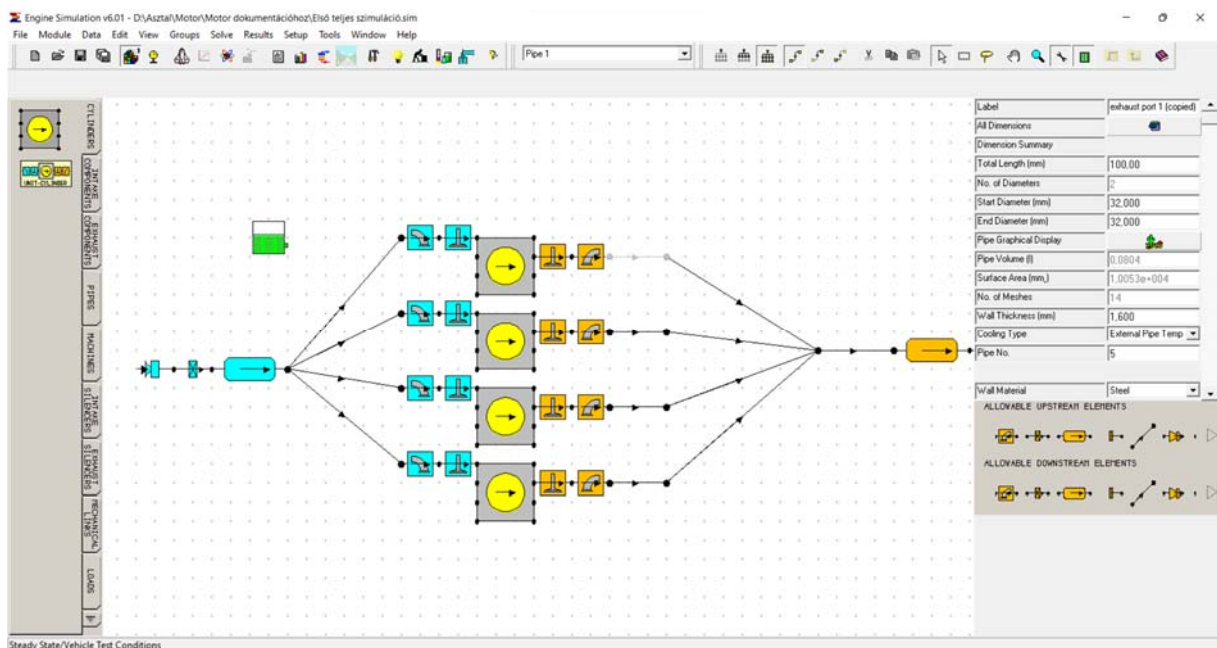 Engine Simulation v6.01 - D:\Asztal\Motor\Motor dokumentációhoz\Első teljes szimuláció.sim
File Module Data Edit View Groups Solve Results Setup Tools Window Help
Pipe 1
CYLINDERS
INTAKE COMPONENTS
EXHAUST COMPONENTS
PIPES
MACHINES
INTAKE SILENCERS
EXHAUST SILENCERS
MECHANICAL LINKS
LOADS
UNIT-CYLINDER
Label exhaust port 1 (copied)
All Dimensions
Dimension Summary
Total Length (mm) 100,00
No. of Diameters 2
Start Diameter (mm) 32,000
End Diameter (mm) 32,000
Pipe Graphical Display
Pipe Volume (l) 0,0804
Surface Area (mm,) 1,0053e+004
No. of Meshes 14
Wall Thickness (mm) 1,600
Cooling Type External Pipe Temp
Pipe No. 5
Wall Material Steel
ALLOWABLE UPSTREAM ELEMENTS
ALLOWABLE DOWNSTREAM ELEMENTS
Steady State/Vehicle Test Conditions